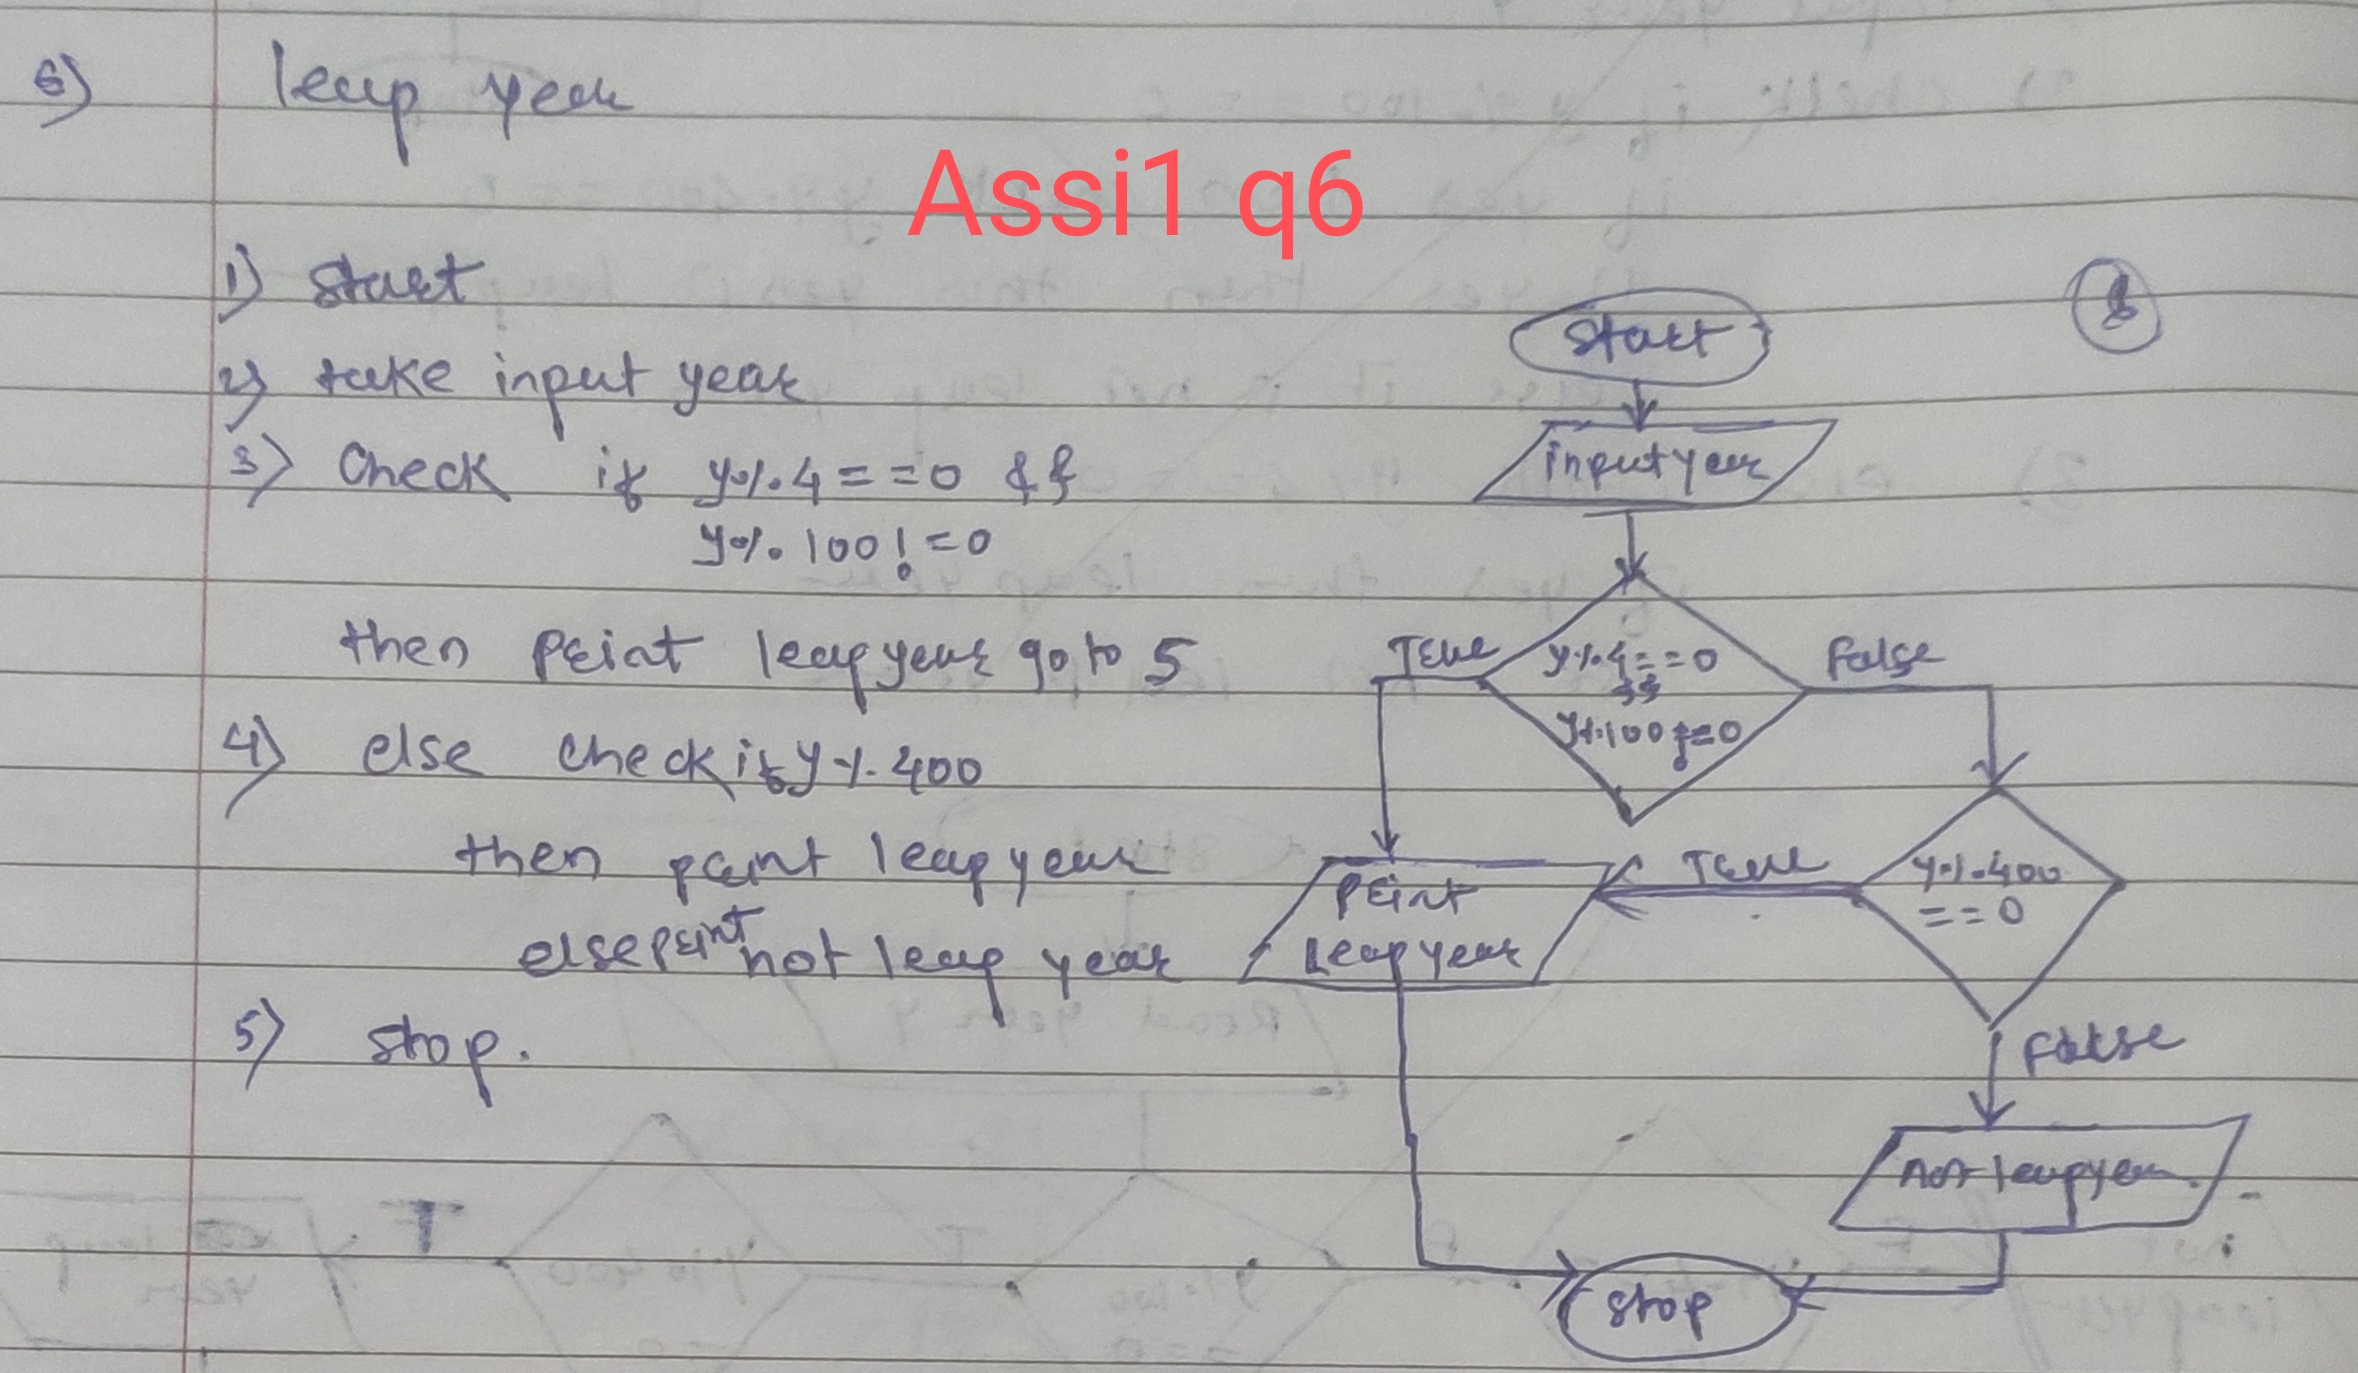 6) leap year
Assi1 q6
1) Start
2) take input year
3) Check if y%4==0 &&
y%100!=0
then print leap year go to 5
4) else check if y%400
then print leap year
else print not leap year
5) stop.
Start
input year
True
y%4==0
&&
y%100!=0
False
True
y%400
==0
print
Leap year
False
not leap year
stop